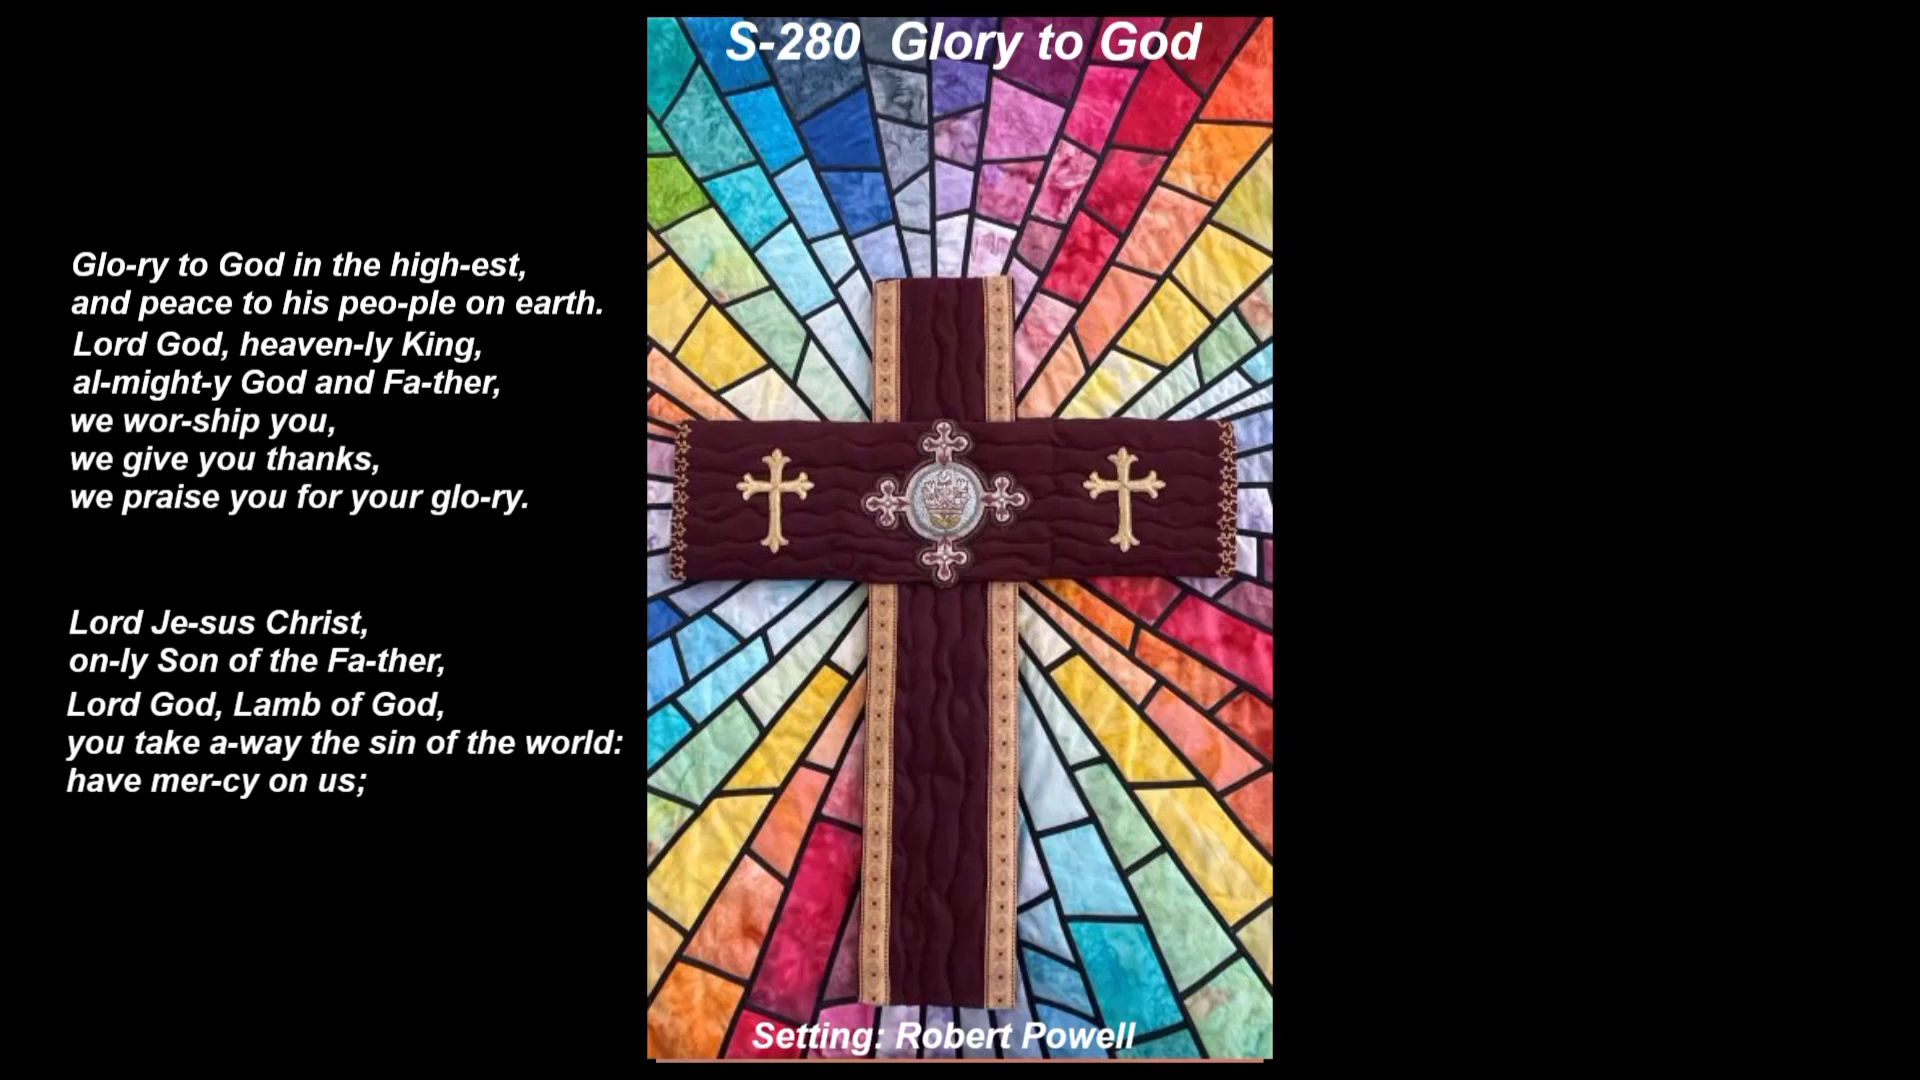 S-280 Glory to God
Glo-ry to God in the high-est,
and peace to his peo-ple on earth.
Lord God, heaven-ly King,
al-might-y God and Fa-ther,
we wor-ship you,
we give you thanks,
we praise you for your glo-ry.
Lord Je-sus Christ,
on-ly Son of the Fa-ther,
Lord God, Lamb of God,
you take a-way the sin of the world:
have mer-cy on us;
Setting: Robert Powell